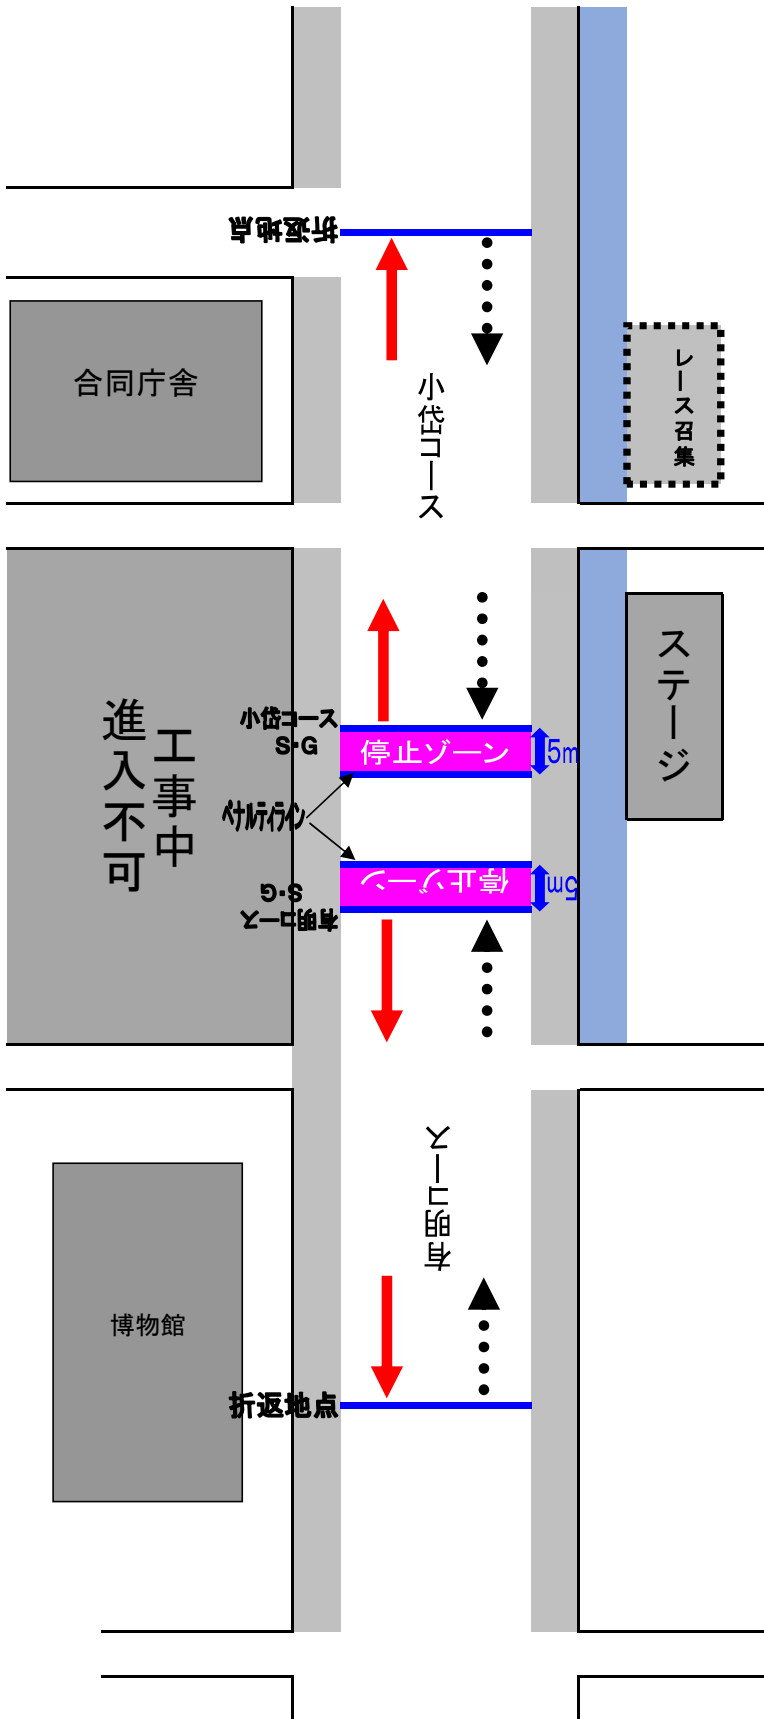 折返地点
合同庁舎
小岱コース
レース召集
工事中
進入不可
ステージ
小岱コース
S・G
停止ゾーン
5m
ペナルティライン
停止ゾーン
5m
S・G
有明コース
有明コース
博物館
折返地点